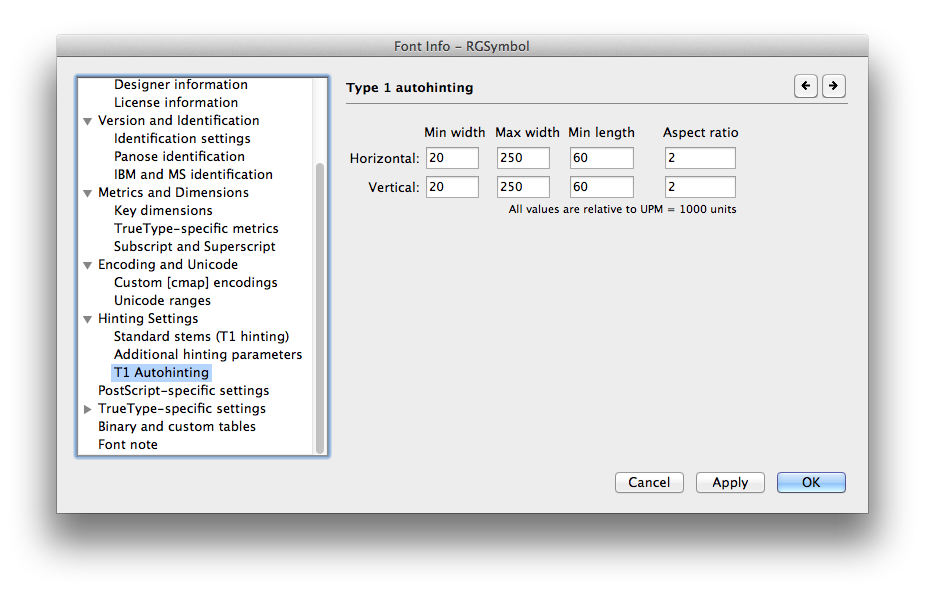 Font Info – RGSymbol
Designer information
License information
Version and Identification
Identification settings
Panose identification
IBM and MS identification
Metrics and Dimensions
Key dimensions
TrueType-specific metrics
Subscript and Superscript
Encoding and Unicode
Custom [cmap] encodings
Unicode ranges
Hinting Settings
Standard stems (T1 hinting)
Additional hinting parameters
T1 Autohinting
PostScript-specific settings
TrueType-specific settings
Binary and custom tables
Font note
Type 1 autohinting
Min width Max width Min length Aspect ratio
Horizontal: 20 250 60 2
Vertical: 20 250 60 2
All values are relative to UPM = 1000 units
Cancel Apply OK